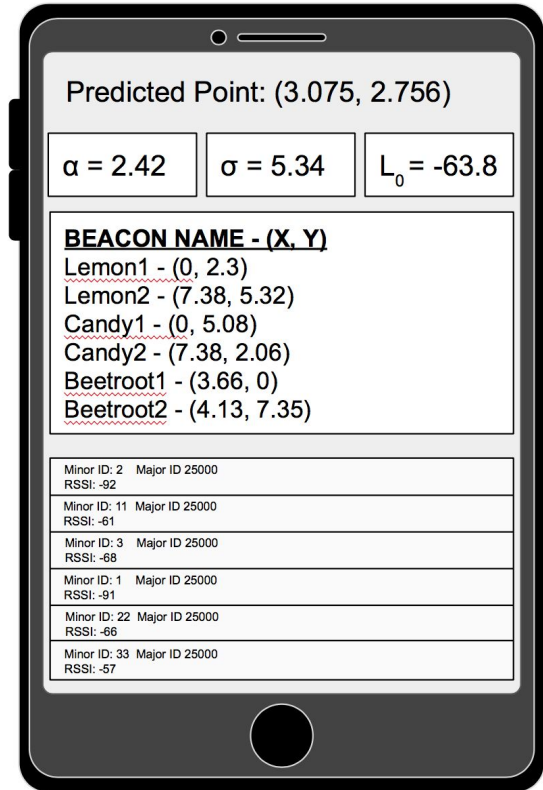 Predicted Point: (3.075, 2.756)
α = 2.42
σ = 5.34
L₀ = -63.8
BEACON NAME - (X, Y)
Lemon1 - (0, 2.3)
Lemon2 - (7.38, 5.32)
Candy1 - (0, 5.08)
Candy2 - (7.38, 2.06)
Beetroot1 - (3.66, 0)
Beetroot2 - (4.13, 7.35)
Minor ID: 2 Major ID 25000
RSSI: -92
Minor ID: 11 Major ID 25000
RSSI: -61
Minor ID: 3 Major ID 25000
RSSI: -68
Minor ID: 1 Major ID 25000
RSSI: -91
Minor ID: 22 Major ID 25000
RSSI: -66
Minor ID: 33 Major ID 25000
RSSI: -57